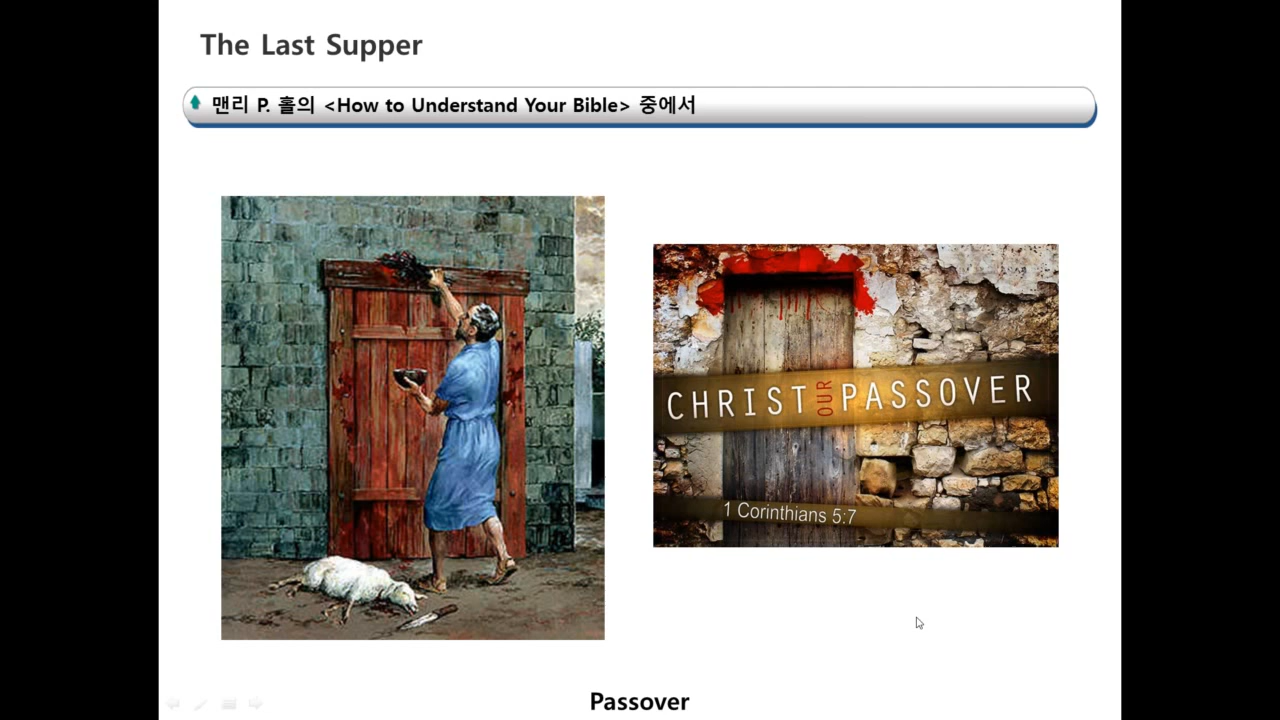 The Last Supper
맨리 P. 홀의 <How to Understand Your Bible> 중에서
CHRIST OUR PASSOVER
1 Corinthians 5:7
Passover